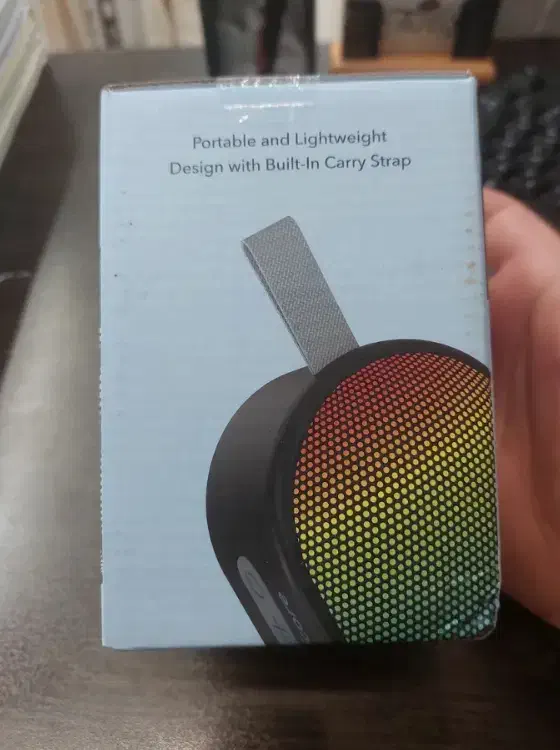 Portable and Lightweight
Design with Built-In Carry Strap